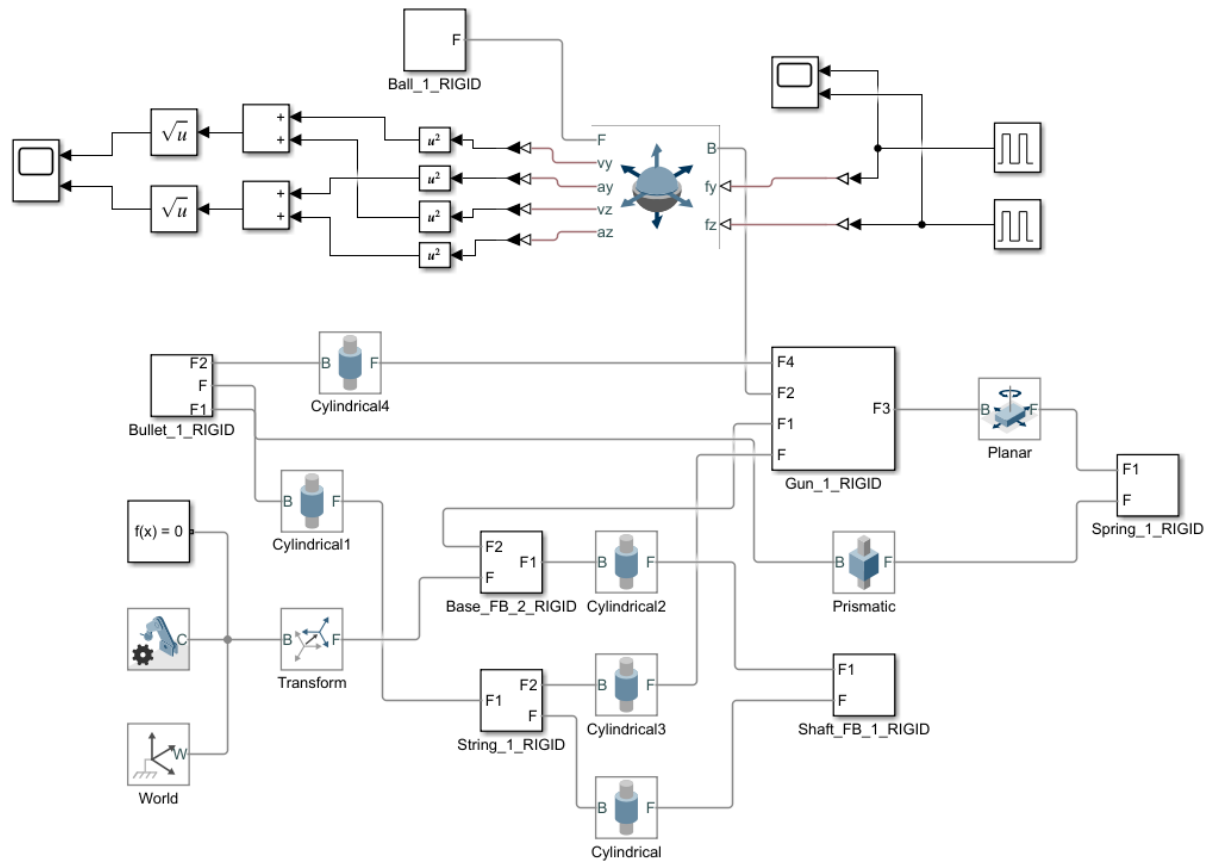 F
Ball_1_RIGID
√u
+
+
u²
u²
√u
+
+
u²
u²
F
vy
ay
vz
az
B
fy
fz
F2
F
F1
Bullet_1_RIGID
B
F
Cylindrical4
F4
F2
F1
F
F3
Gun_1_RIGID
B
F
Planar
F1
F
Spring_1_RIGID
B
F
Cylindrical1
f(x) = 0
F2
F
F1
Base_FB_2_RIGID
B
F
Cylindrical2
B
F
Prismatic
C
B
F
Transform
F1
F2
F
String_1_RIGID
B
F
Cylindrical3
F1
F
Shaft_FB_1_RIGID
W
World
B
F
Cylindrical